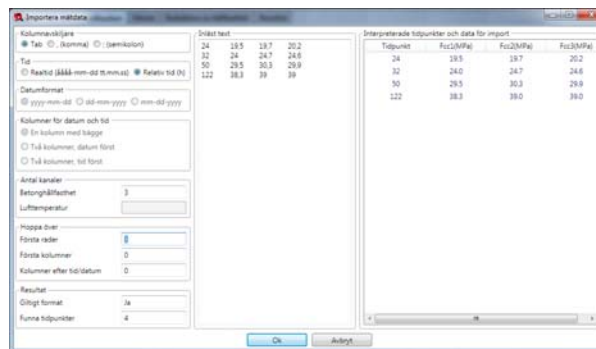 Importera mätdata
Kolumnavskiljare
Tab , (komma) ; (semikolon)
Tid
Realtid (åååå-mm-dd tt.mm.ss) Relativ tid (h)
Datumformat
yyyy-mm-dd dd-mm-yyyy mm-dd-yyyy
Kolumner för datum och tid
En kolumn med bägge
Två kolumner, datum först
Två kolumner, tid först
Antal kanaler
Betonghållfasthet 3
Lufttemperatur
Hoppa över
Första rader 0
Första kolumner 0
Kolumner efter tid/datum 0
Resultat
Giltigt format Ja
Funna tidpunkter 4
Inläst text
24 19.5 19.7 20.2
32 24 24.7 24.6
50 29.5 30.3 29.9
122 38.3 39 39
Interpreterade tidpunkter och data för import
Tidpunkt Fcc1(MPa) Fcc2(MPa) Fcc3(MPa)
24 19.5 19.7 20.2
32 24.0 24.7 24.6
50 29.5 30.3 29.9
122 38.3 39.0 39.0
Ok Avbryt